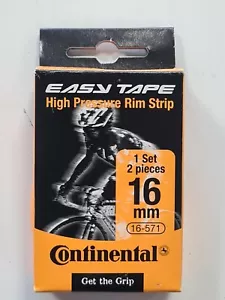 EASY TAPE
High Pressure Rim Strip
1 Set
2 pieces
16
mm
16-571
Continental
Get the Grip